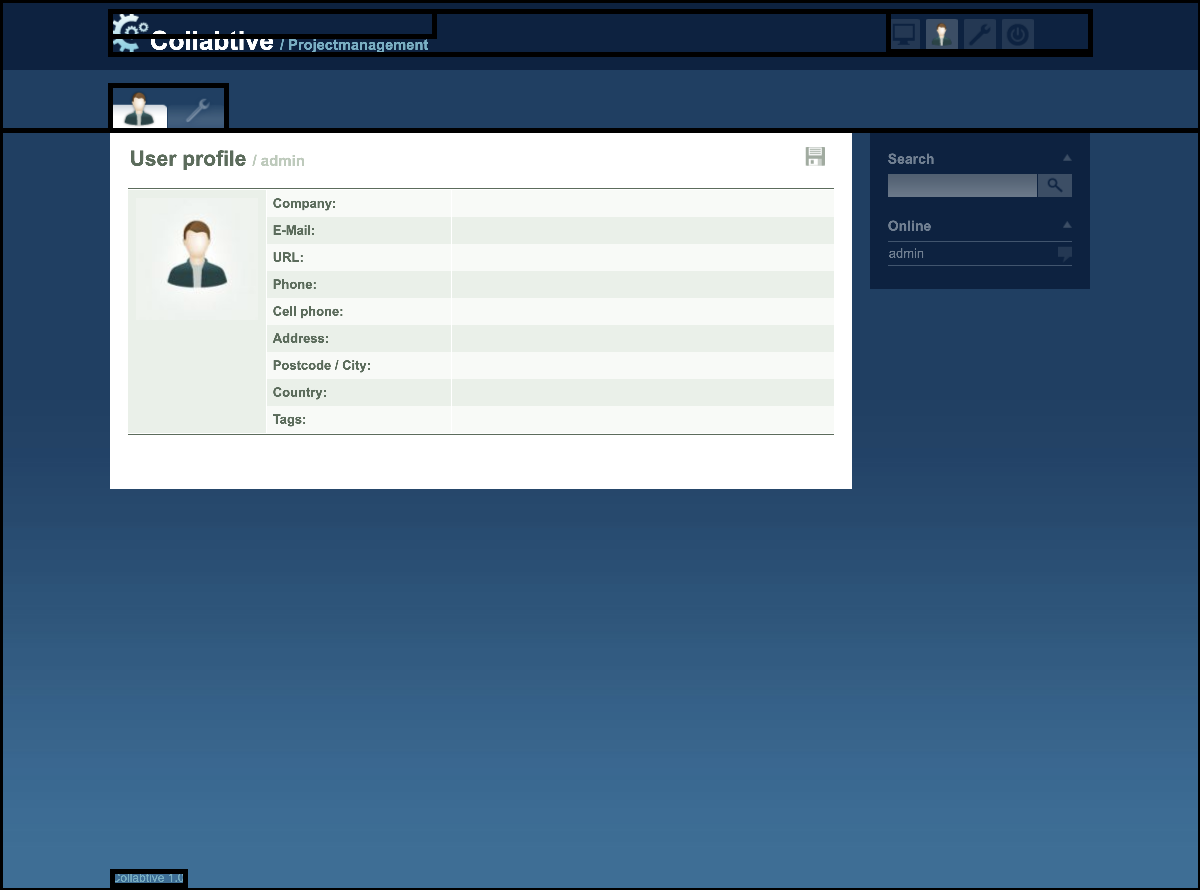 Collabtive / Projectmanagement
User profile / admin
Company:
E-Mail:
URL:
Phone:
Cell phone:
Address:
Postcode / City:
Country:
Tags:
Search
Online
admin
Collabtive 1.0